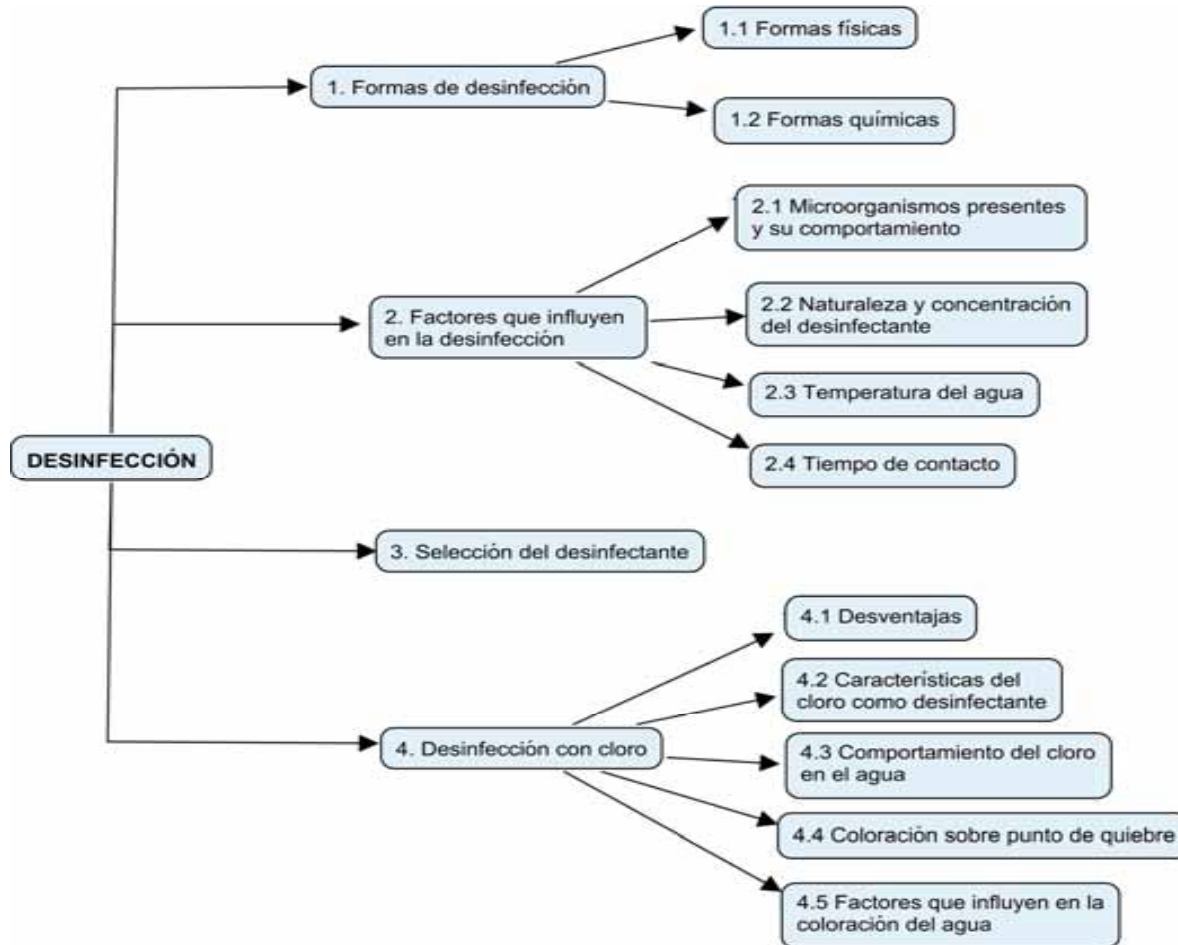 1.1 Formas físicas
1. Formas de desinfección
1.2 Formas químicas
2.1 Microorganismos presentes
y su comportamiento
2. Factores que influyen
en la desinfección
2.2 Naturaleza y concentración
del desinfectante
2.3 Temperatura del agua
2.4 Tiempo de contacto
DESINFECCIÓN
3. Selección del desinfectante
4. Desinfección con cloro
4.1 Desventajas
4.2 Características del
cloro como desinfectante
4.3 Comportamiento del cloro
en el agua
4.4 Coloración sobre punto de quiebre
4.5 Factores que influyen en la
coloración del agua